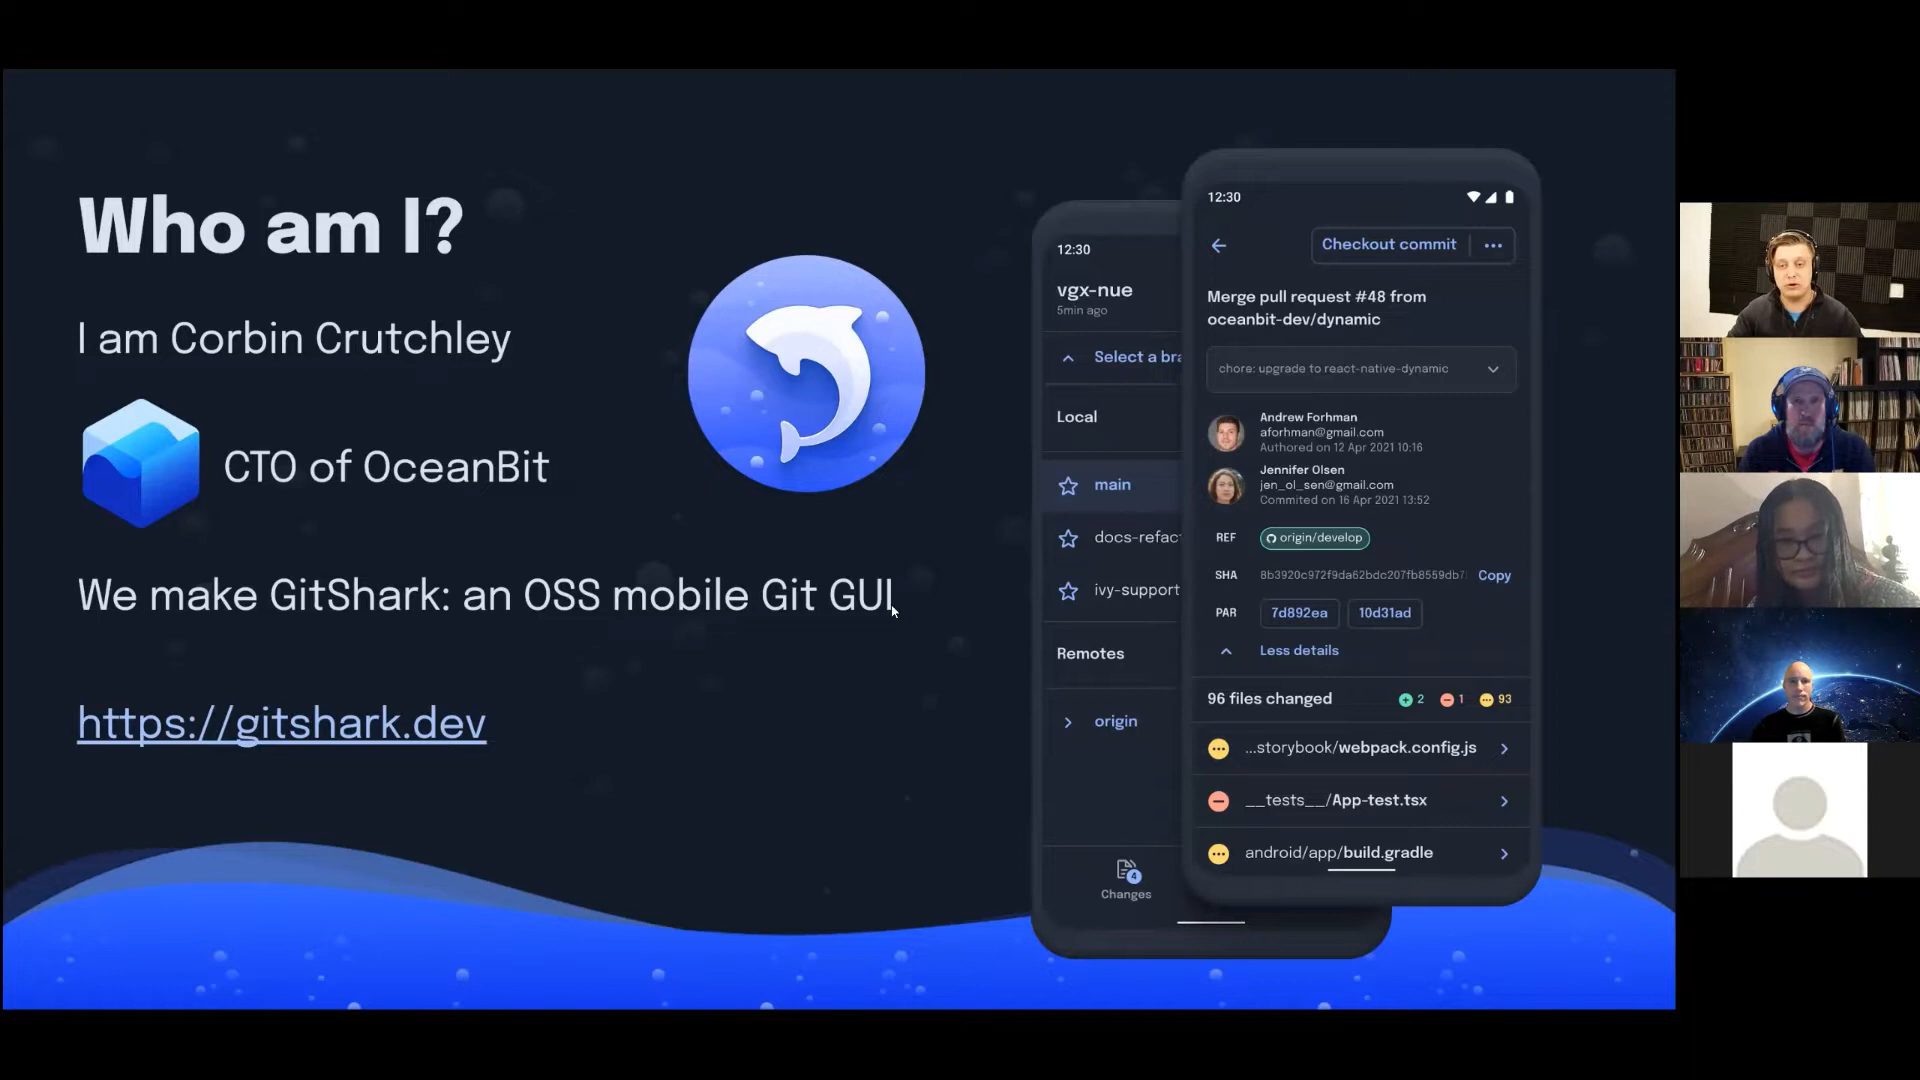 Who am I?
I am Corbin Crutchley
CTO of OceanBit
We make GitShark: an OSS mobile Git GUI
https://gitshark.dev
12:30
vgx-nue
5min ago
Select a bra
Local
main
docs-refac
ivy-support
Remotes
origin
4
Changes
12:30
Checkout commit
Merge pull request #48 from
oceanbit-dev/dynamic
chore: upgrade to react-native-dynamic
Andrew Forhman
aforhman@gmail.com
Authored on 12 Apr 2021 10:16
Jennifer Olsen
jen_ol_sen@gmail.com
Commited on 16 Apr 2021 13:52
REF origin/develop
SHA 8b3920c972f9da62bdc207fb8559db7 Copy
PAR 7d892ea 10d31ad
Less details
96 files changed 2 1 93
...storybook/webpack.config.js
__tests__/App-test.tsx
android/app/build.gradle